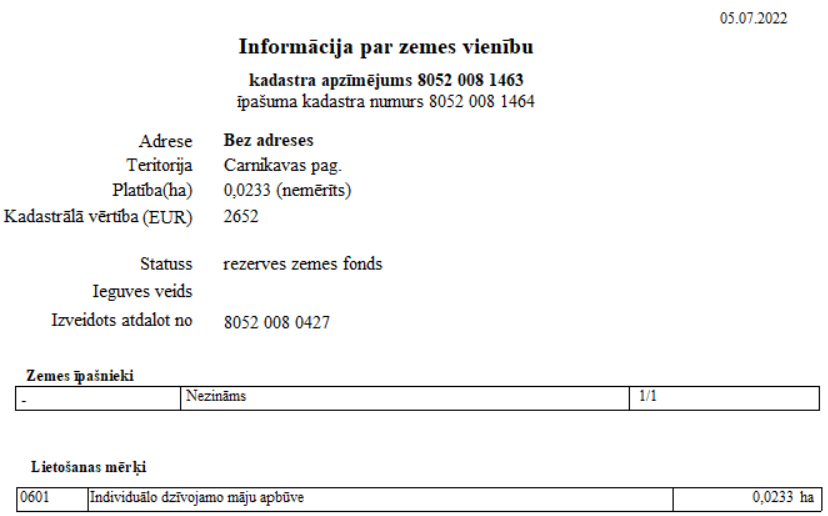 05.07.2022
Informācija par zemes vienību
kadastra apzīmējums 8052 008 1463
īpašuma kadastra numurs 8052 008 1464
Adrese Bez adreses
Teritorija Carnikavas pag.
Platība(ha) 0,0233 (nemērīts)
Kadastrālā vērtība (EUR) 2652
Statuss rezerves zemes fonds
Ieguves veids
Izveidots atdalot no 8052 008 0427
Zemes īpašnieki
- Nezināms 1/1
Lietošanas mērķi
0601 Individuālo dzīvojamo māju apbūve 0,0233 ha